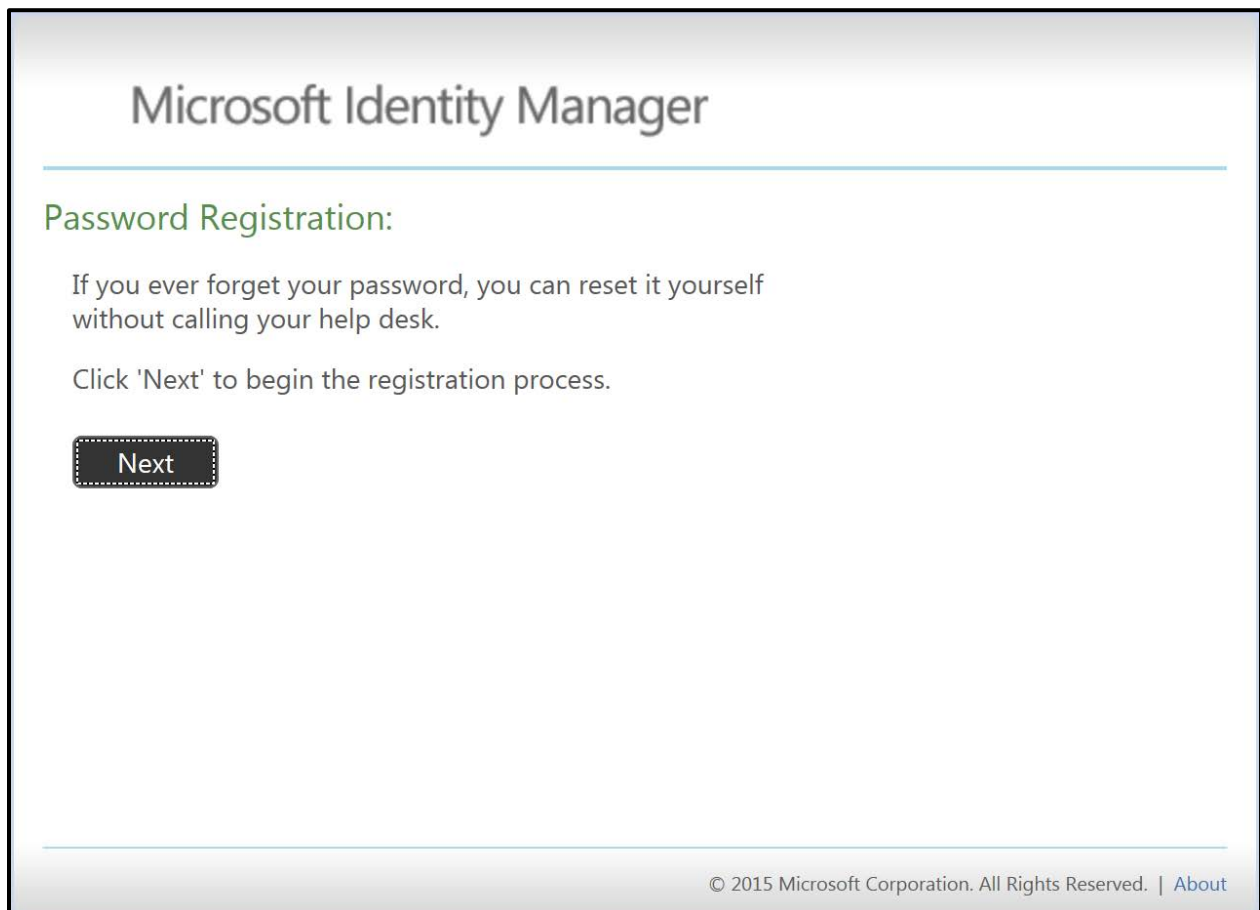 Microsoft Identity Manager
Password Registration:
If you ever forget your password, you can reset it yourself
without calling your help desk.
Click 'Next' to begin the registration process.
Next
© 2015 Microsoft Corporation. All Rights Reserved. | About